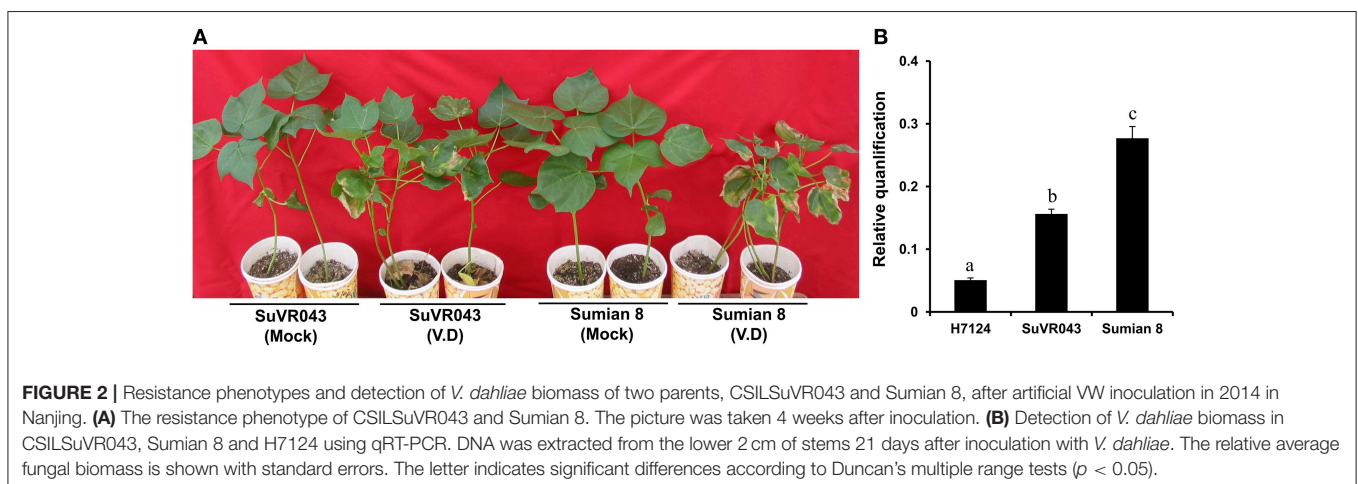 A
SuVR043
(Mock)
SuVR043
(V.D)
Sumian 8
(Mock)
Sumian 8
(V.D)
B
Relative quanlification
0.4
0.3
0.2
0.1
0
a
b
c
H7124
SuVR043
Sumian 8
FIGURE 2 | Resistance phenotypes and detection of V. dahliae biomass of two parents, CSILSuVR043 and Sumian 8, after artificial VW inoculation in 2014 in
Nanjing. (A) The resistance phenotype of CSILSuVR043 and Sumian 8. The picture was taken 4 weeks after inoculation. (B) Detection of V. dahliae biomass in
CSILSuVR043, Sumian 8 and H7124 using qRT-PCR. DNA was extracted from the lower 2 cm of stems 21 days after inoculation with V. dahliae. The relative average
fungal biomass is shown with standard errors. The letter indicates significant differences according to Duncan's multiple range tests (p < 0.05).